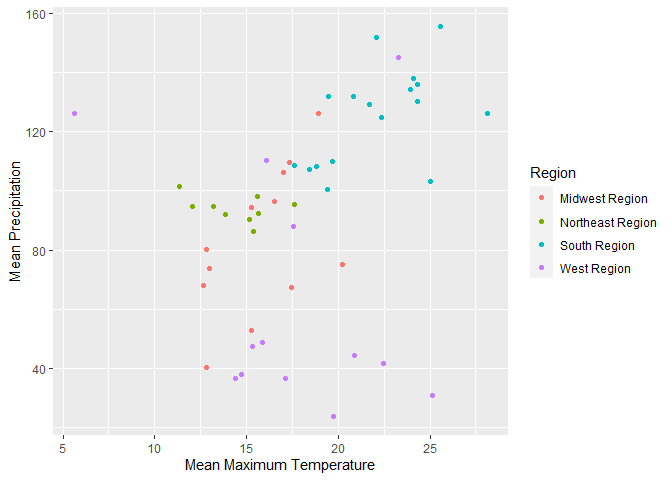 160
120
80
40
Mean Precipitation
5
10
15
20
25
Mean Maximum Temperature
Region
Midwest Region
Northeast Region
South Region
West Region